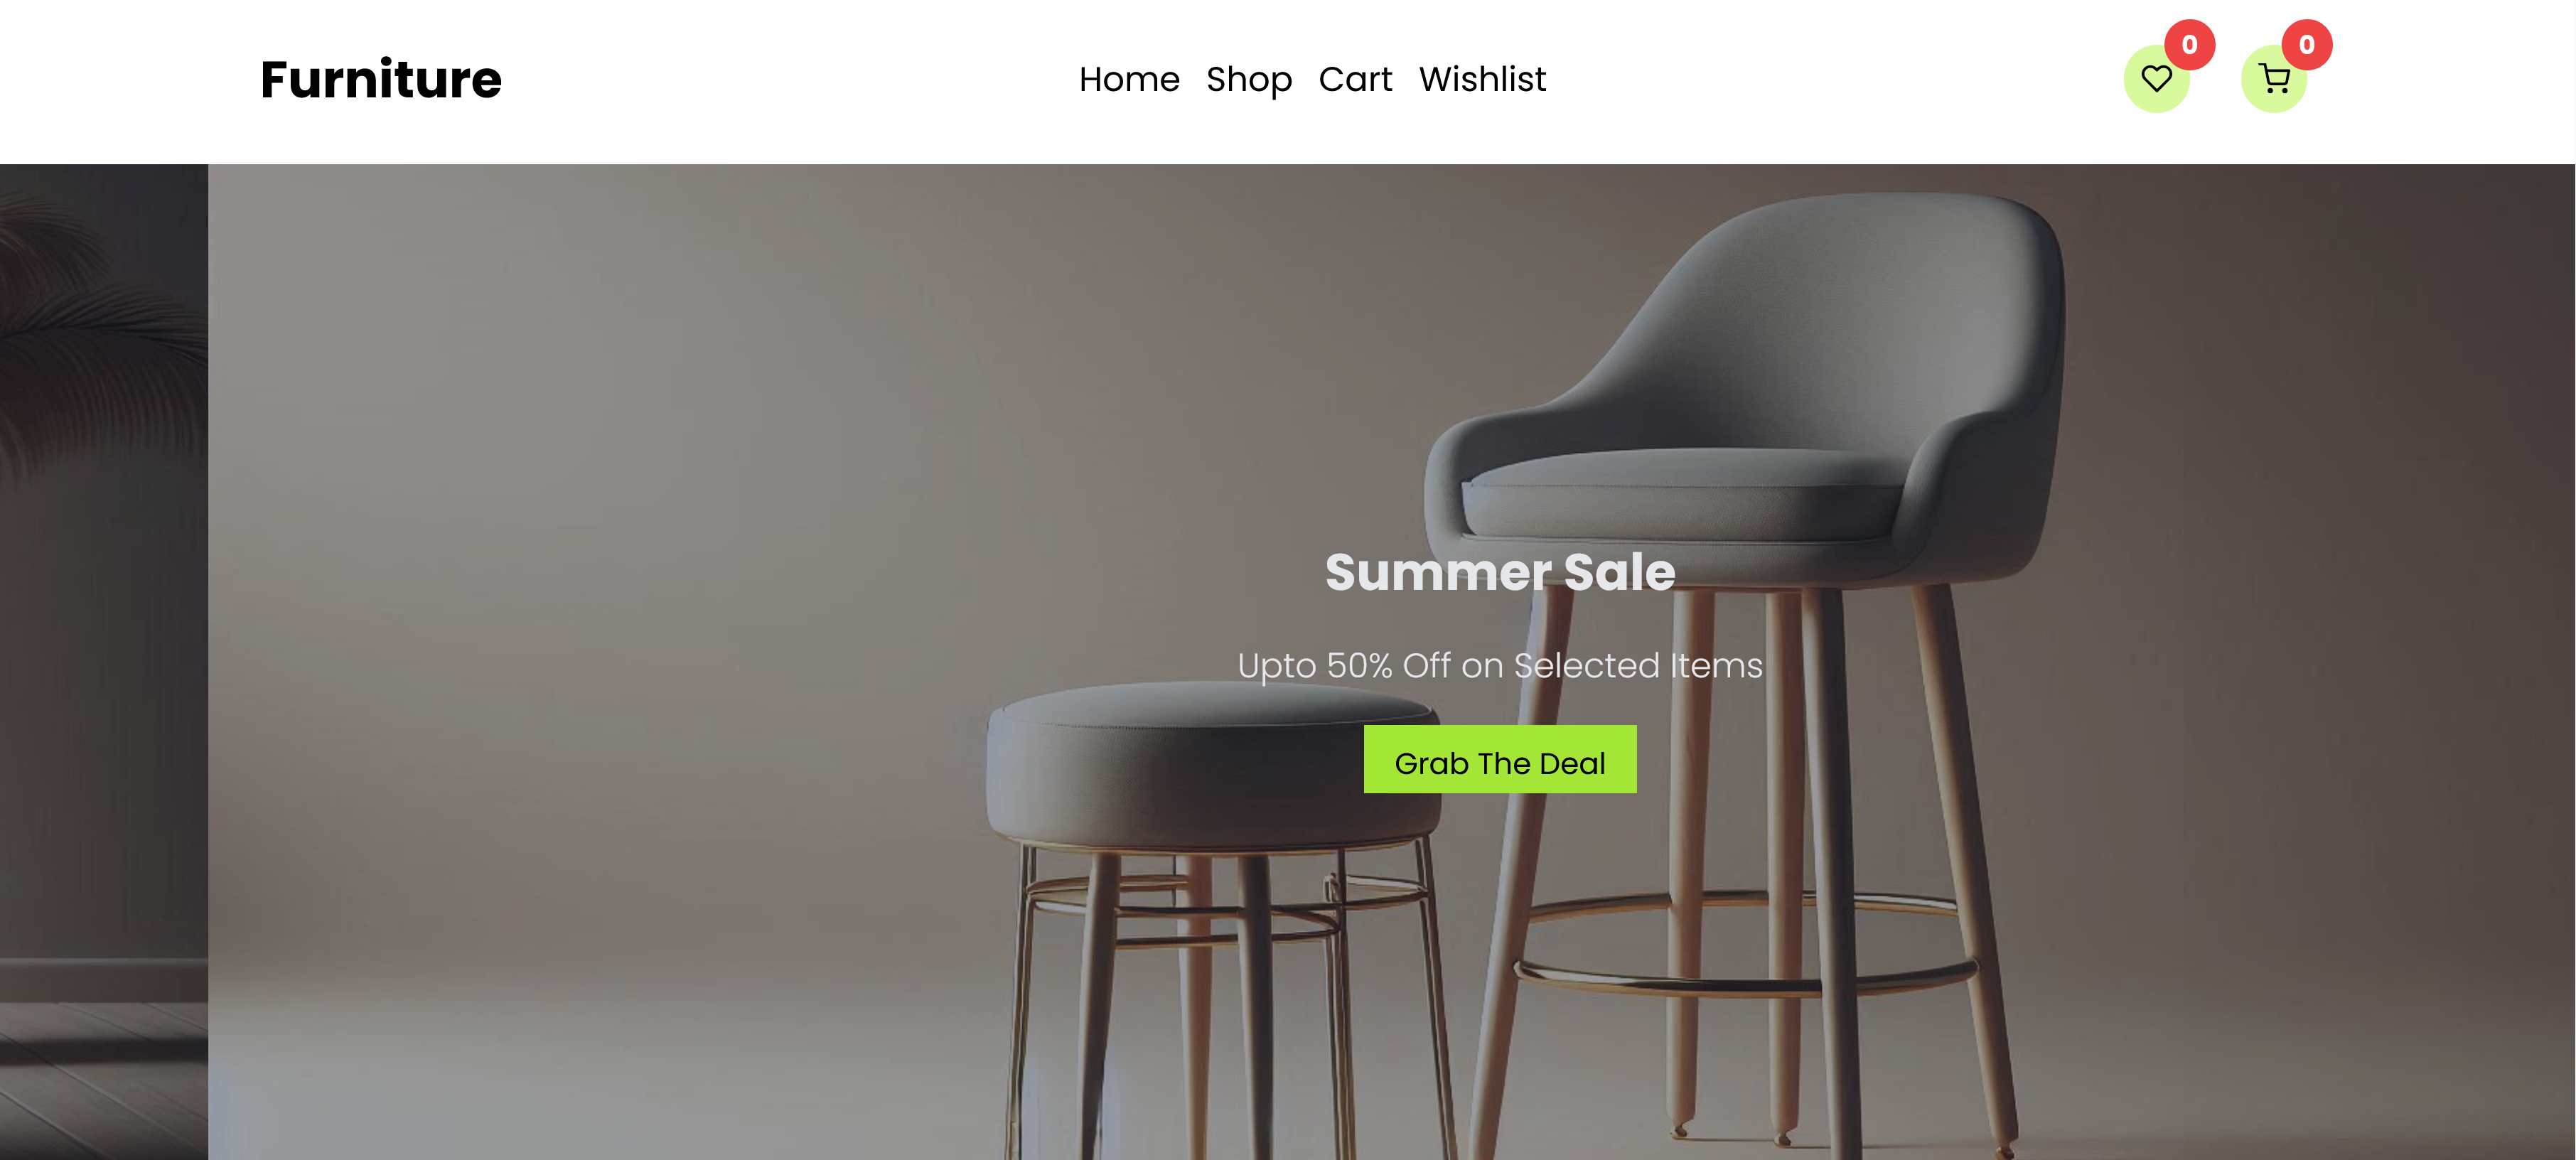 Furniture
Home Shop Cart Wishlist
0 0
Summer Sale
Upto 50% Off on Selected Items
Grab The Deal